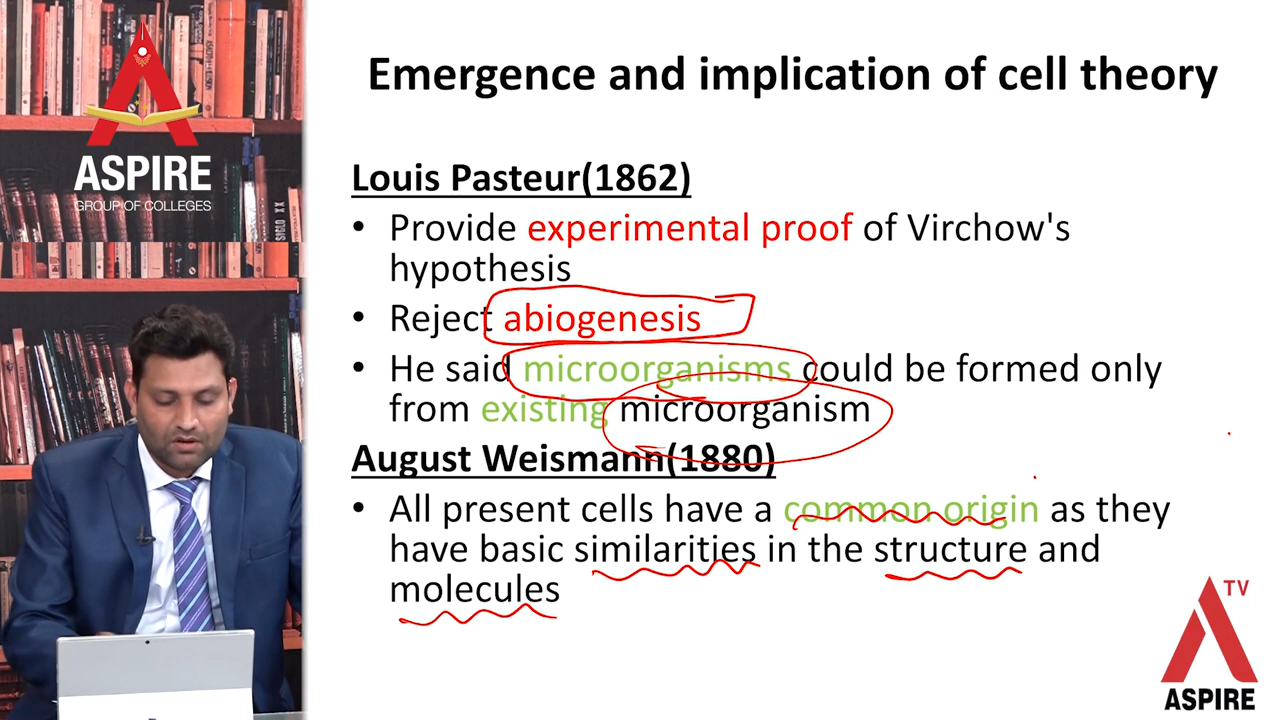 Emergence and implication of cell theory
ASPIRE
GROUP OF COLLEGES
Louis Pasteur(1862)
• Provide experimental proof of Virchow's
hypothesis
• Reject abiogenesis
• He said microorganisms could be formed only
from existing microorganism
August Weismann(1880)
• All present cells have a common origin as they
have basic similarities in the structure and
molecules
SIGLO XX
TV
ASPIRE